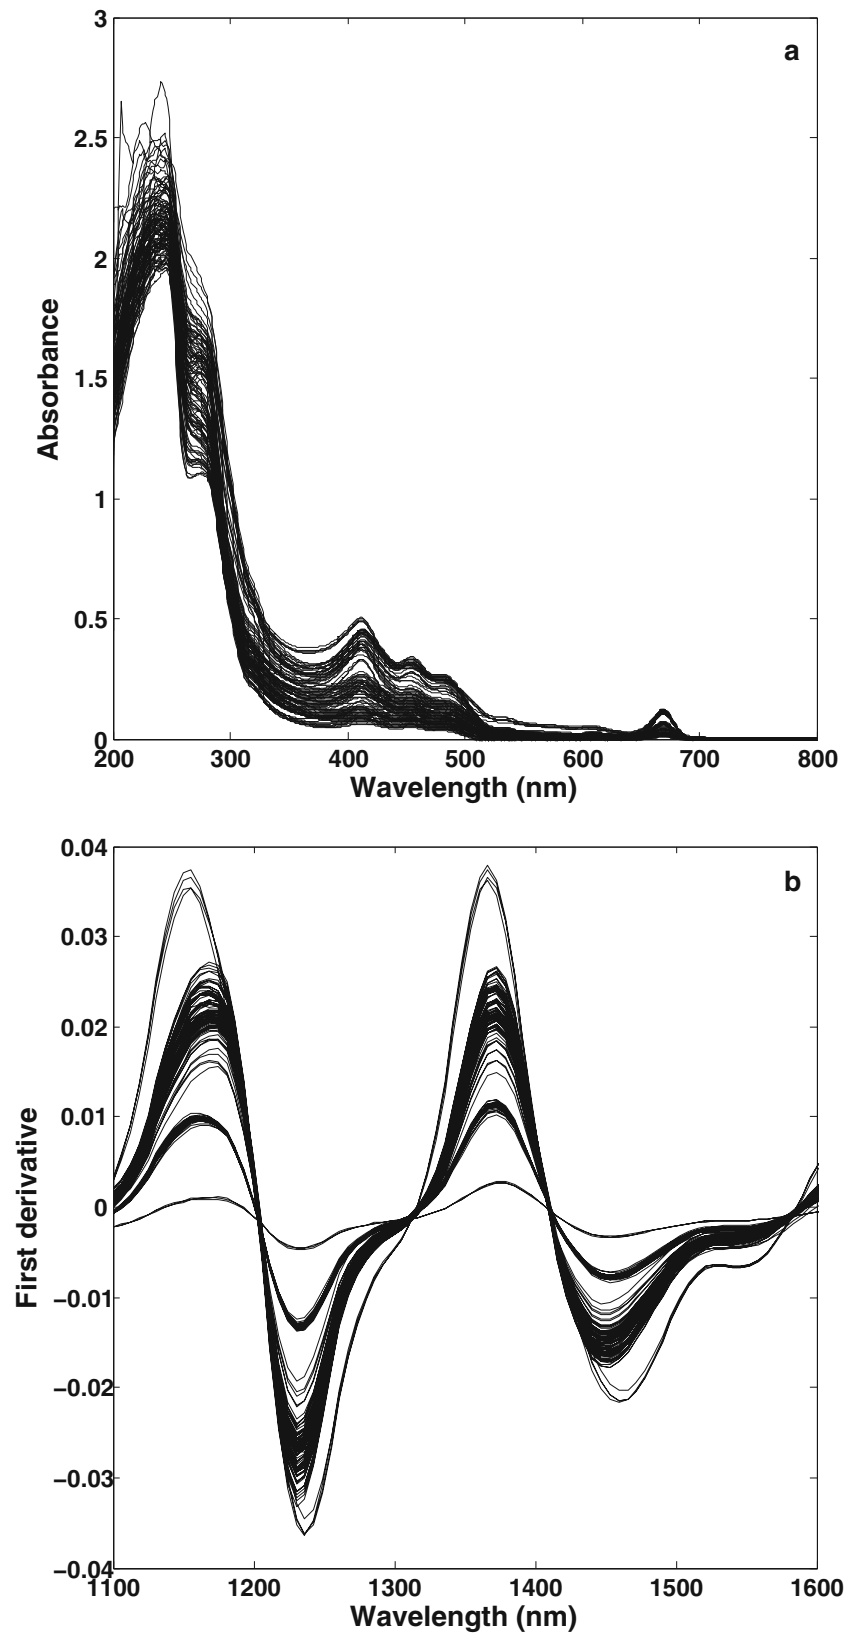 3
a
2.5
2
1.5
1
0.5
0
Absorbance
200 300 400 500 600 700 800
Wavelength (nm)
0.04
b
0.03
0.02
0.01
0
−0.01
−0.02
−0.03
−0.04
First derivative
1100 1200 1300 1400 1500 1600
Wavelength (nm)